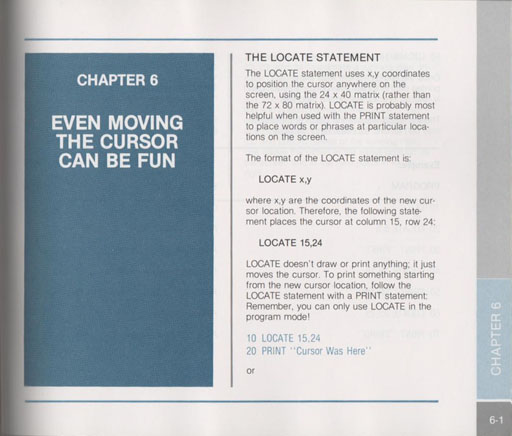 CHAPTER 6
EVEN MOVING
THE CURSOR
CAN BE FUN
THE LOCATE STATEMENT
The LOCATE statement uses x,y coordinates
to position the cursor anywhere on the
screen, using the 24 x 40 matrix (rather than
the 72 x 80 matrix). LOCATE is probably most
helpful when used with the PRINT statement
to place words or phrases at particular loca-
tions on the screen.
The format of the LOCATE statement is:
LOCATE x,y
where x,y are the coordinates of the new cur-
sor location. Therefore, the following state-
ment places the cursor at column 15, row 24:
LOCATE 15,24
LOCATE doesn't draw or print anything; it just
moves the cursor. To print something starting
from the new cursor location, follow the
LOCATE statement with a PRINT statement:
Remember, you can only use LOCATE in the
program mode!
10 LOCATE 15,24
20 PRINT ''Cursor Was Here''
or
CHAPTER 6
6-1